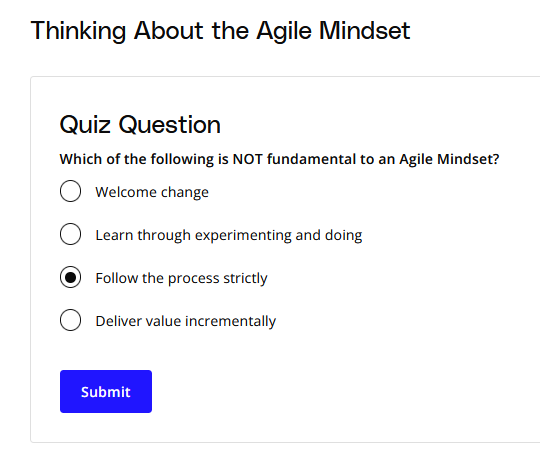 Thinking About the Agile Mindset
Quiz Question
Which of the following is NOT fundamental to an Agile Mindset?
Welcome change
Learn through experimenting and doing
Follow the process strictly
Deliver value incrementally
Submit